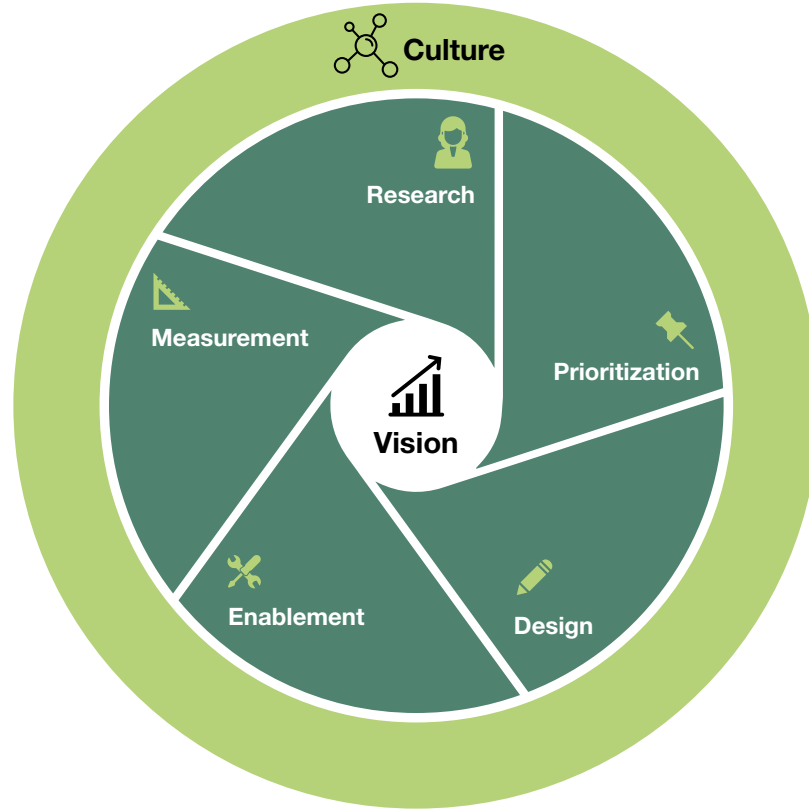 Culture
Research
Prioritization
Design
Enablement
Measurement
Vision